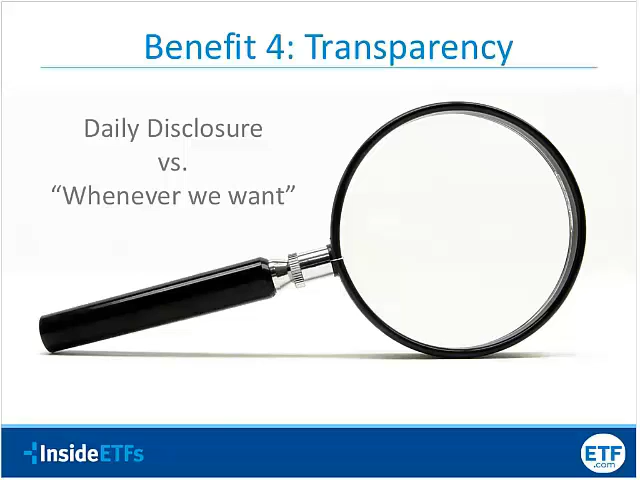 Benefit 4: Transparency
Daily Disclosure
vs.
“Whenever we want”
InsideETFs
ETF
.com